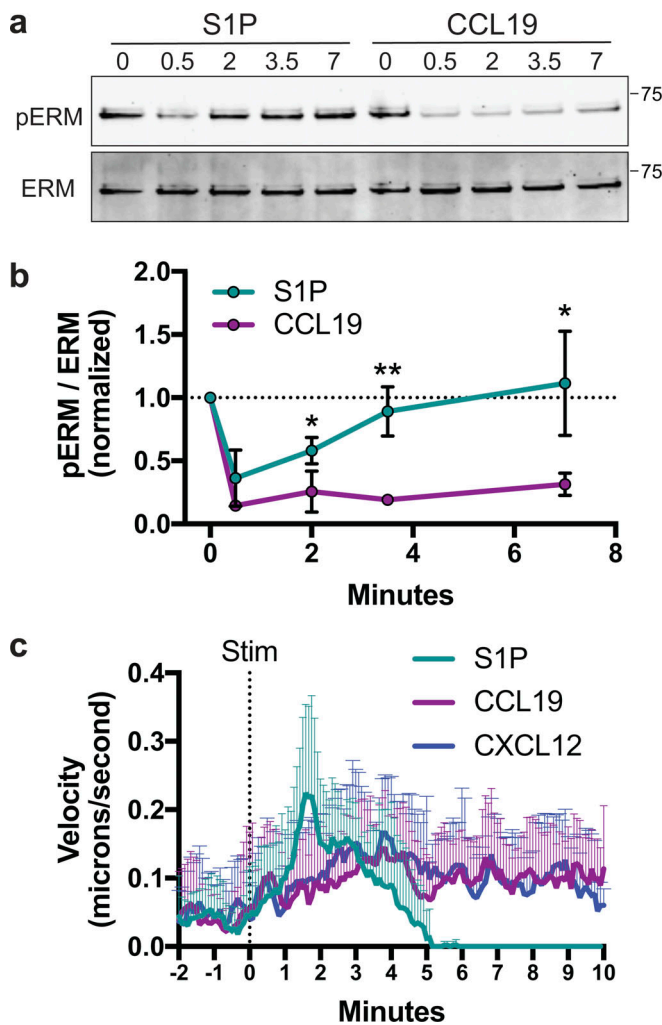 a
S1P CCL19
0 0.5 2 3.5 7 0 0.5 2 3.5 7
pERM
-75
ERM
-75
b
2.0
1.5
1.0
0.5
0.0
pERM / ERM
(normalized)
S1P
CCL19
*
**
*
0 2 4 6 8
Minutes
c
Stim
0.4
0.3
0.2
0.1
0.0
Velocity
(microns/second)
S1P
CCL19
CXCL12
-2 -1 0 1 2 3 4 5 6 7 8 9 10
Minutes